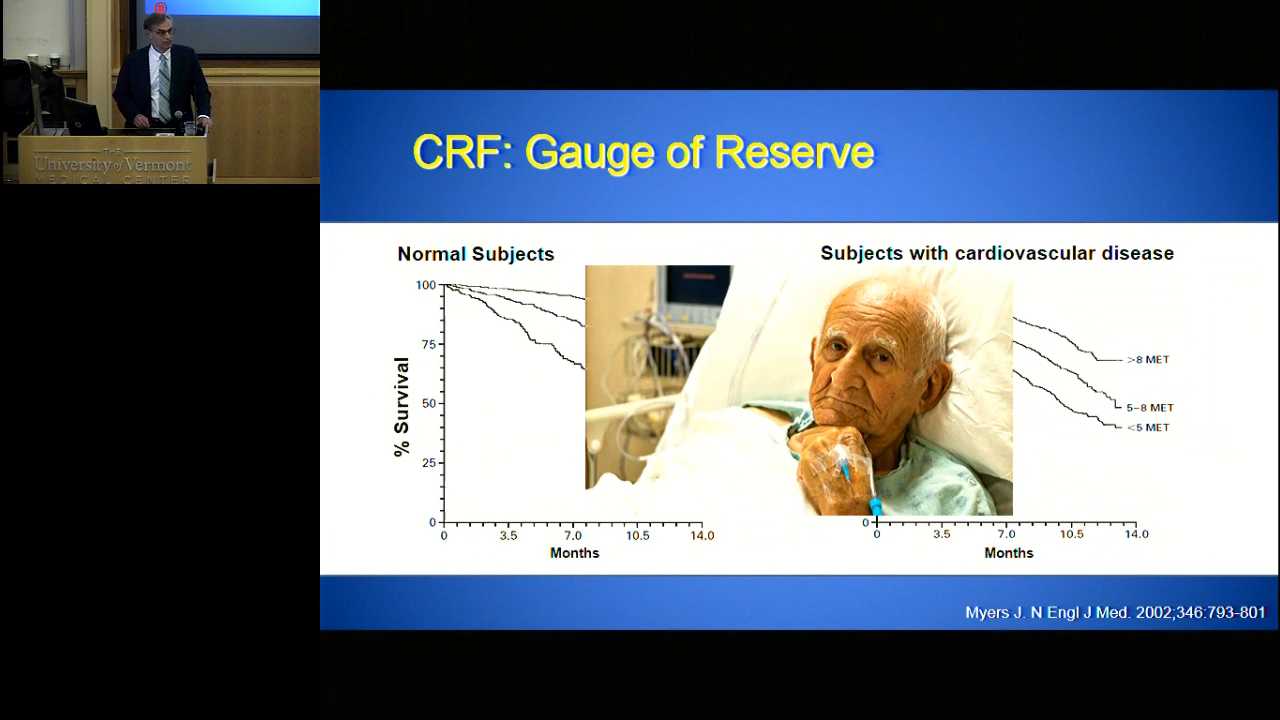 THE
University of Vermont
MEDICAL CENTER
CRF: Gauge of Reserve
Normal Subjects
Subjects with cardiovascular disease
% Survival
100
75
50
25
0
0 3.5 7.0 10.5 14.0
Months
>8 MET
5–8 MET
<5 MET
0
0 3.5 7.0 10.5 14.0
Months
Myers J. N Engl J Med. 2002;346:793-801